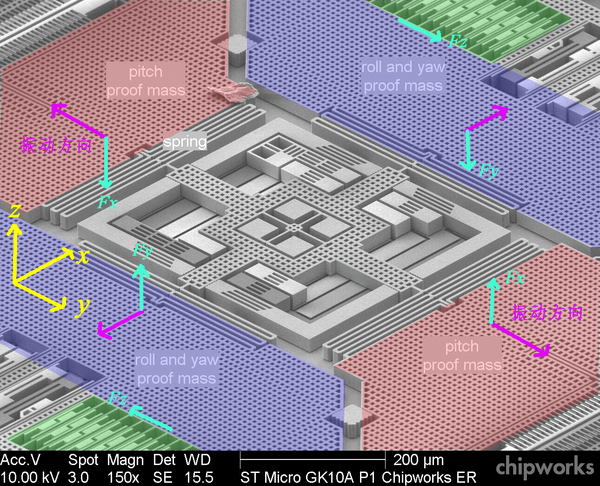 Fz
pitch
proof mass
roll and yaw
proof mass
振动方向
spring
Fy
Fx
z
x
y
Fy
Fx
振动方向
roll and yaw
proof mass
pitch
proof mass
Fz
Acc.V Spot Magn Det WD 200 µm
10.00 kV 3.0 150x SE 15.5 ST Micro GK10A P1 Chipworks ER
chipworks